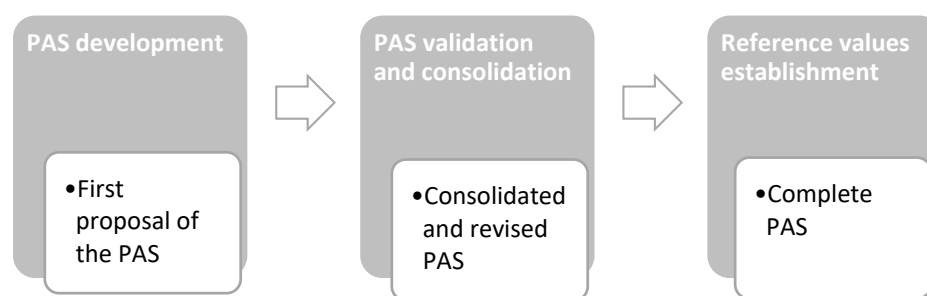 PAS development
•First
proposal of
the PAS
PAS validation
and consolidation
•Consolidated
and revised
PAS
Reference values
establishment
•Complete
PAS